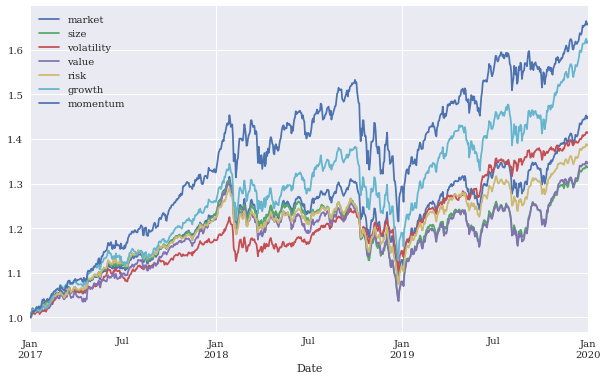 market
size
volatility
value
risk
growth
momentum
1.6
1.5
1.4
1.3
1.2
1.1
1.0
Jan Jul Jan Jul Jan Jul Jan
2017 2018 2019 2020
Date